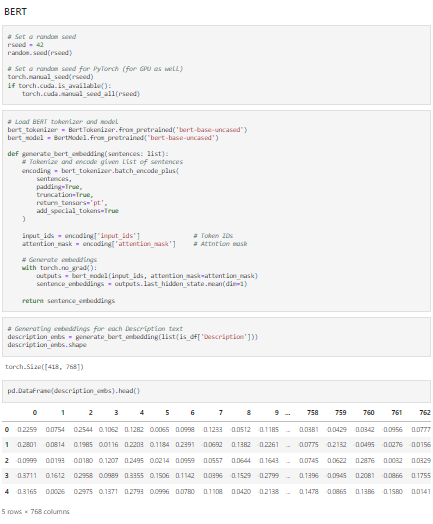 BERT
# Set a random seed
rseed = 42
random.seed(rseed)
# Set a random seed for PyTorch (for GPU as well)
torch.manual_seed(rseed)
if torch.cuda.is_available():
    torch.cuda.manual_seed_all(rseed)
# Load BERT tokenizer and model
bert_tokenizer = BertTokenizer.from_pretrained('bert-base-uncased')
bert_model = BertModel.from_pretrained('bert-base-uncased')
def generate_bert_embedding(sentences: list):
    # Tokenize and encode given list of sentences
    encoding = bert_tokenizer.batch_encode_plus(
        sentences,
        padding=True,
        truncation=True,
        return_tensors='pt',
        add_special_tokens=True
    )
    input_ids = encoding['input_ids'] # Token IDs
    attention_mask = encoding['attention_mask'] # Attntion mask
    # Generate embeddings
    with torch.no_grad():
        outputs = bert_model(input_ids, attention_mask=attention_mask)
        sentence_embeddings = outputs.last_hidden_state.mean(dim=1)
    return sentence_embeddings
# Generating embeddings for each Description text
description_embs = generate_bert_embedding(list(is_df['Description']))
description_embs.shape
torch.Size([418, 768])
pd.DataFrame(description_embs).head()
0 1 2 3 4 5 6 7 8 9 ... 758 759 760 761 762
0 0.2259 0.0754 0.2544 0.1062 0.1282 0.0065 0.0998 0.1233 0.0512 0.1185 ... 0.0381 0.0429 0.0342 0.0956 0.0777
1 0.2801 0.0814 0.1985 0.0116 0.2203 0.1184 0.2391 0.0692 0.1382 0.2261 ... 0.0775 0.2132 0.0495 0.0276 0.0156
2 0.0999 0.0193 0.0180 0.1207 0.2495 0.0214 0.0959 0.0557 0.0644 0.1643 ... 0.0745 0.0622 0.2876 0.0032 0.0329
3 0.3711 0.1612 0.2958 0.0989 0.3355 0.1506 0.1142 0.0396 0.1529 0.2799 ... 0.1396 0.0945 0.2081 0.0866 0.1755
4 0.3165 0.0026 0.2975 0.1371 0.2793 0.0996 0.0780 0.1108 0.0420 0.2138 ... 0.1478 0.0865 0.1386 0.1580 0.0141
5 rows × 768 columns